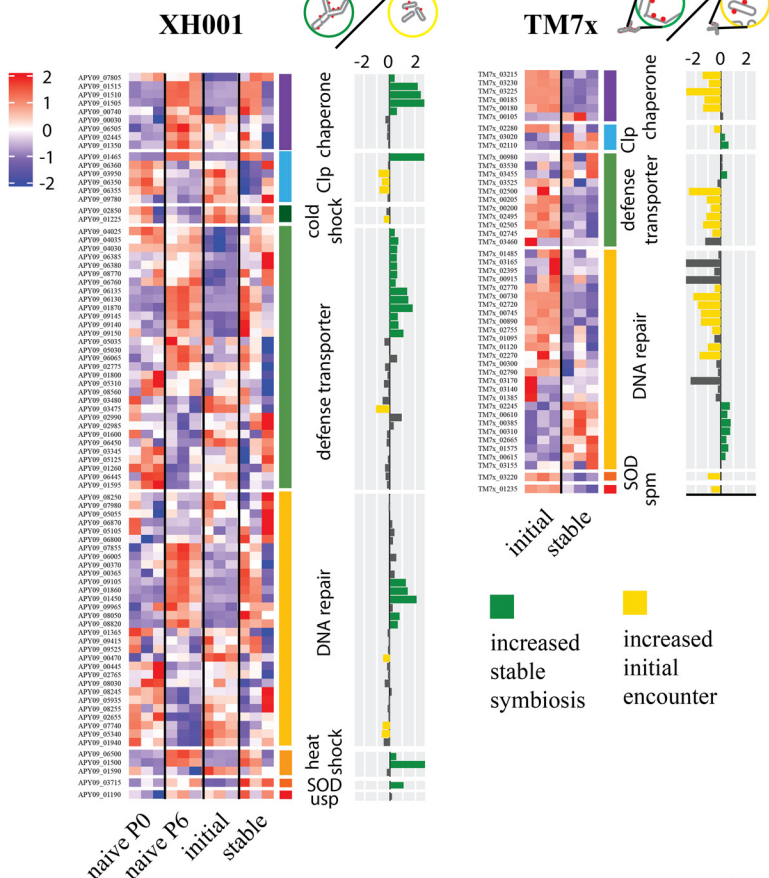 XH001
TM7x
-2 0 2
-2 0 2
2
1
0
-1
-2
APY09_07805
APY09_01515
APY09_01510
APY09_01505
APY09_00740
APY09_00030
APY09_06505
APY09_02445
APY09_01350
chaperone
APY09_01465
APY09_06360
APY09_03950
APY09_06350
APY09_06355
APY09_09780
Clp
APY09_02850
APY09_01225
cold
shock
APY09_04025
APY09_04035
APY09_04030
APY09_06385
APY09_06380
APY09_08770
APY09_06760
APY09_06135
APY09_06130
APY09_01870
APY09_09145
APY09_09140
APY09_09150
APY09_05035
APY09_05030
APY09_06065
APY09_02775
APY09_01800
APY09_05310
APY09_08560
APY09_03480
APY09_03475
APY09_02990
APY09_02985
APY09_01600
APY09_06450
APY09_03345
APY09_05125
APY09_01260
APY09_06445
APY09_01595
defense transporter
APY09_08250
APY09_07980
APY09_05055
APY09_06870
APY09_05105
APY09_06800
APY09_07855
APY09_06005
APY09_00370
APY09_00365
APY09_09105
APY09_01860
APY09_01450
APY09_09965
APY09_08050
APY09_08820
APY09_01365
APY09_09415
APY09_09525
APY09_00470
APY09_00445
APY09_02765
APY09_08030
APY09_08245
APY09_05935
APY09_08255
APY09_02655
APY09_07740
APY09_05340
APY09_01940
DNA repair
APY09_06500
APY09_01500
APY09_01590
heat
shock
APY09_03715
SOD
APY09_01190
usp
naive P0
naive P6
initial
stable
TM7x_03215
TM7x_03230
TM7x_03225
TM7x_00185
TM7x_00180
TM7x_00105
chaperone
TM7x_02280
TM7x_03020
TM7x_02110
Clp
TM7x_00980
TM7x_03530
TM7x_03455
TM7x_03525
TM7x_02500
TM7x_00205
TM7x_00200
TM7x_02495
TM7x_02505
TM7x_02745
TM7x_03460
defense
transporter
TM7x_01485
TM7x_03165
TM7x_02395
TM7x_00915
TM7x_02770
TM7x_00730
TM7x_02720
TM7x_00745
TM7x_00890
TM7x_02755
TM7x_01095
TM7x_01120
TM7x_02270
TM7x_00300
TM7x_02790
TM7x_03170
TM7x_03140
TM7x_01385
TM7x_02245
TM7x_00610
TM7x_00385
TM7x_00310
TM7x_02665
TM7x_01575
TM7x_00615
TM7x_03155
DNA repair
TM7x_03220
SOD
TM7x_01235
spm
initial
stable
increased
stable
symbiosis
increased
initial
encounter